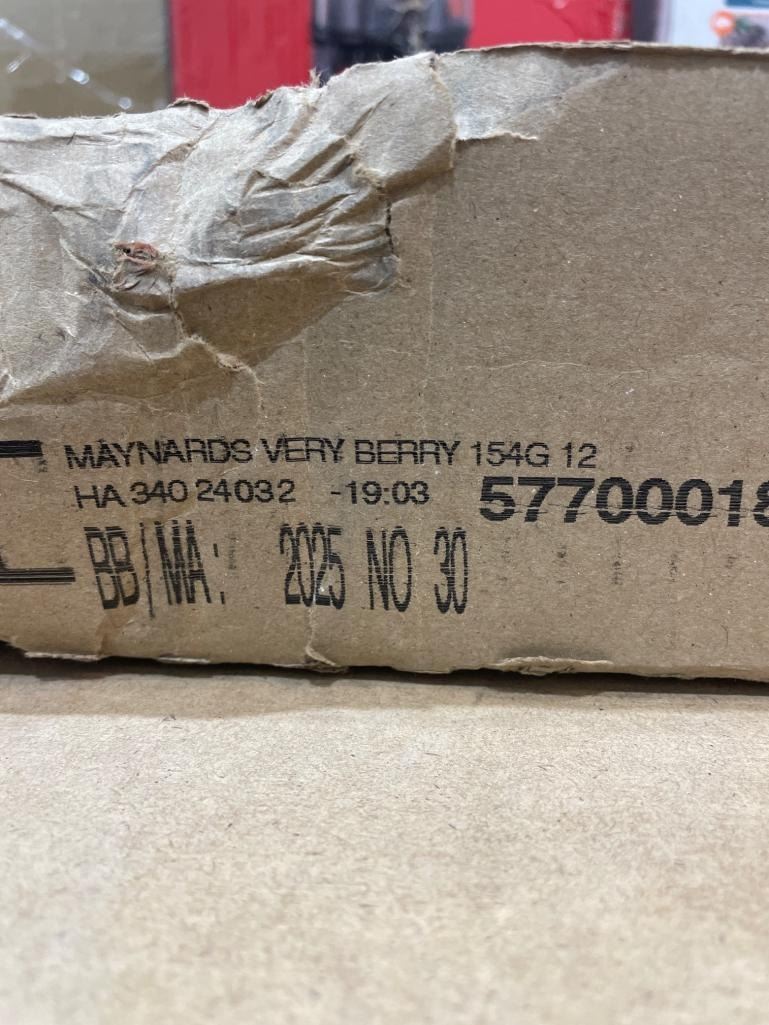 MAYNARDS VERY BERRY 154G 12
HA 340 24032 -19:03 57700018
BB/MA: 2025 NO 30